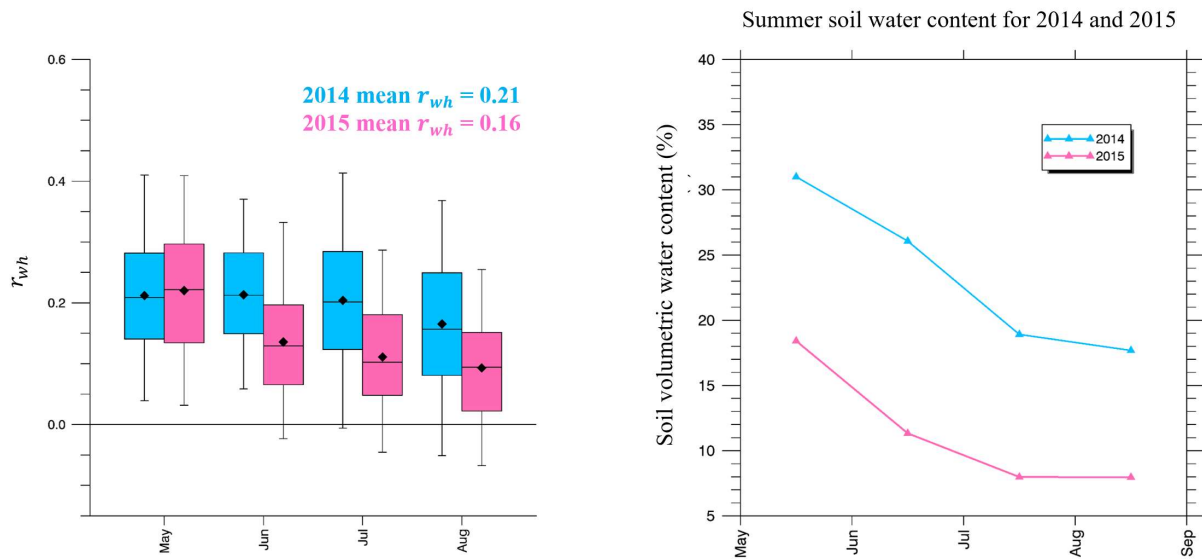 Summer soil water content for 2014 and 2015
0.6
0.4
0.2
0.0
r_wh
2014 mean r_wh = 0.21
2015 mean r_wh = 0.16
May
Jun
Jul
Aug
40
35
30
25
20
15
10
5
Soil volumetric water content (%)
2014
2015
May
Jun
Jul
Aug
Sep